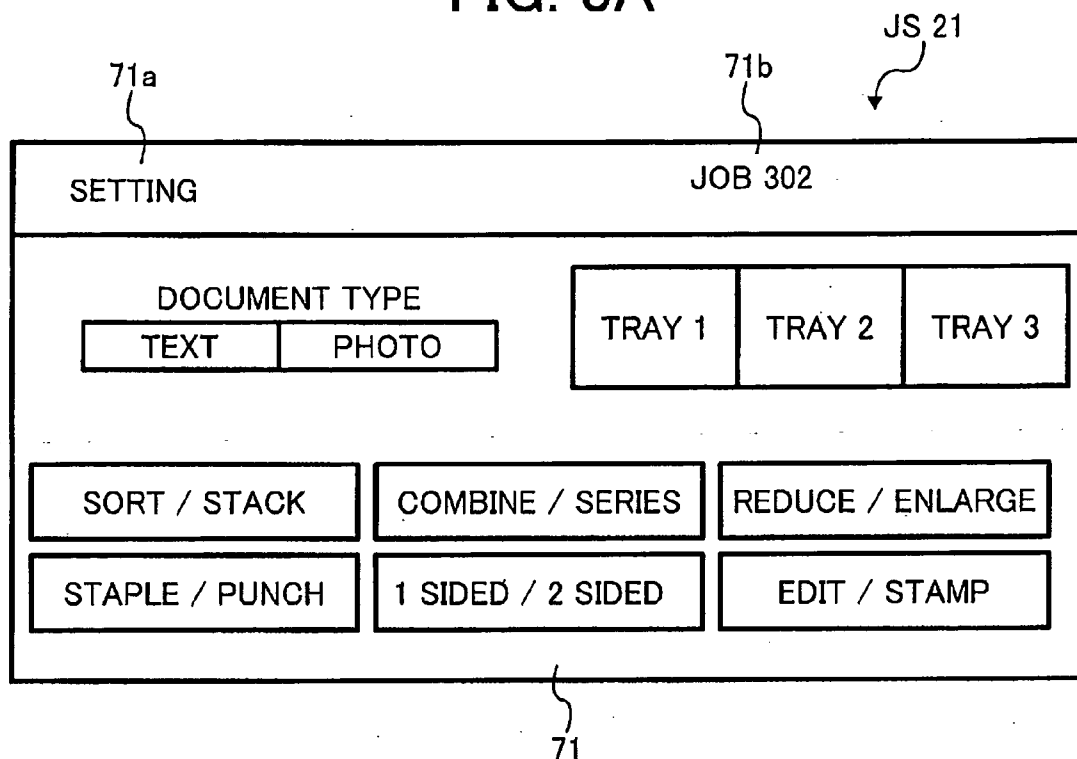 FIG.
JS 21
71a
71b
SETTING
JOB 302
DOCUMENT TYPE
TEXT PHOTO
TRAY 1 TRAY 2 TRAY 3
SORT / STACK COMBINE / SERIES REDUCE / ENLARGE
STAPLE / PUNCH 1 SIDED / 2 SIDED EDIT / STAMP
71